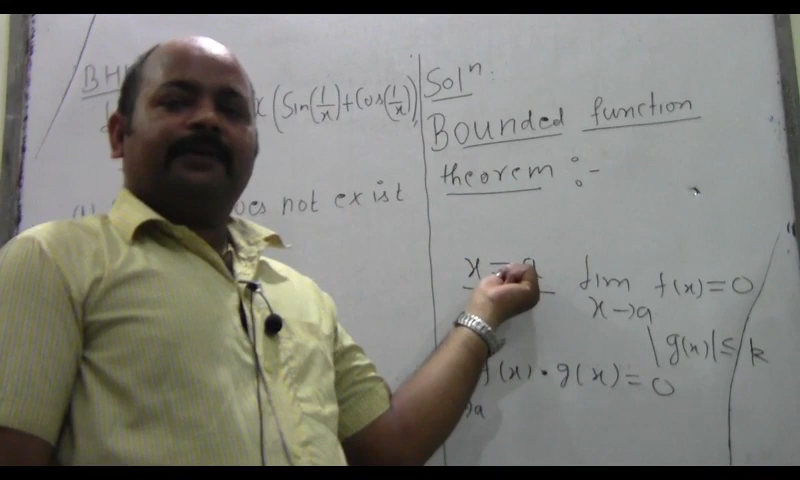 BH
x (Sin(1/x) + Cos(1/x))
oes not exist
Solⁿ:
Bounded function
theorem :-
x = a
lim f(x) = 0
x→a
|g(x)| ≤ k
f(x) · g(x) = 0
→a